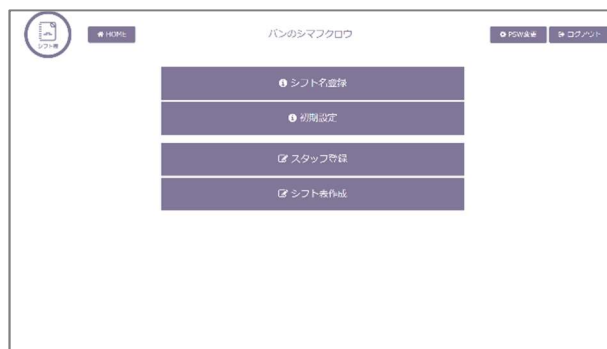 シフト表
HOME
パンのシマフクロウ
PSW変更
ログアウト
シフト名登録
初期設定
スタッフ登録
シフト表作成